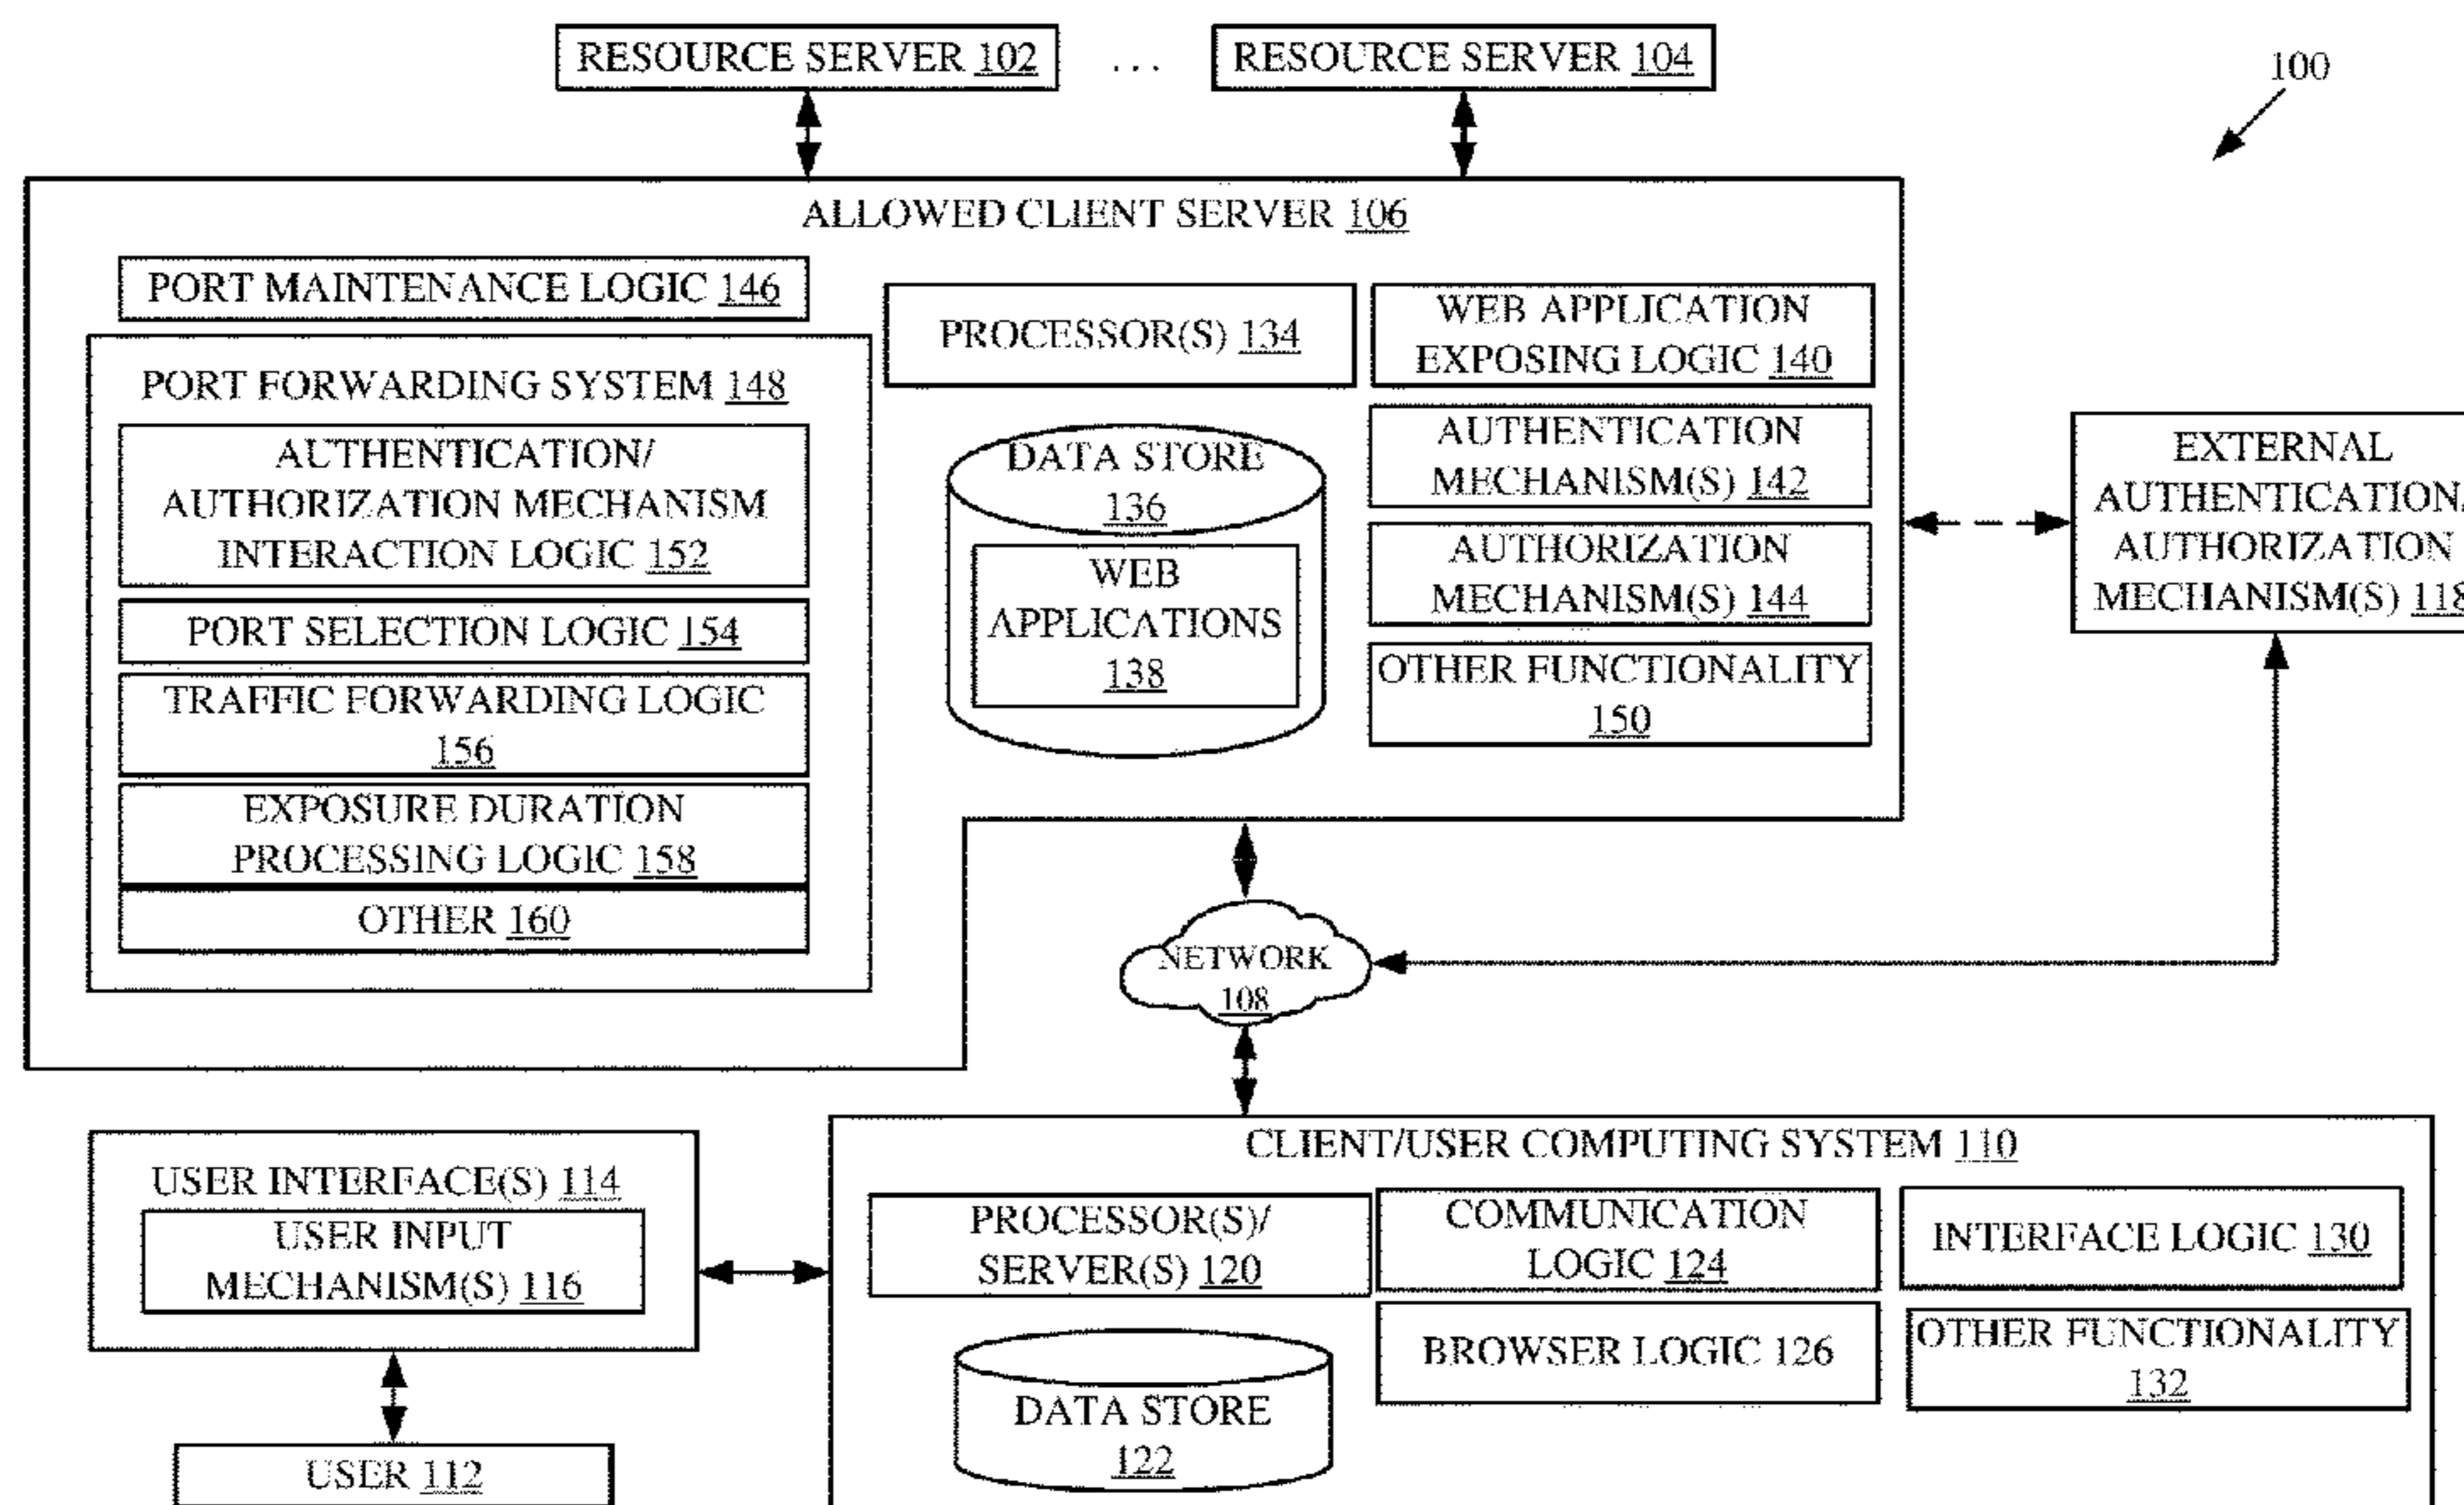 RESOURCE SERVER 102
...
RESOURCE SERVER 104
100
ALLOWED CLIENT SERVER 106
PORT MAINTENANCE LOGIC 146
PORT FORWARDING SYSTEM 148
AUTHENTICATION/
AUTHORIZATION MECHANISM
INTERACTION LOGIC 152
PORT SELECTION LOGIC 154
TRAFFIC FORWARDING LOGIC
156
EXPOSURE DURATION
PROCESSING LOGIC 158
OTHER 160
PROCESSOR(S) 134
DATA STORE
136
WEB
APPLICATIONS
138
WEB APPLICATION
EXPOSING LOGIC 140
AUTHENTICATION
MECHANISM(S) 142
AUTHORIZATION
MECHANISM(S) 144
OTHER FUNCTIONALITY
150
EXTERNAL
AUTHENTICATION/
AUTHORIZATION
MECHANISM(S) 118
NETWORK
108
USER INTERFACE(S) 114
USER INPUT
MECHANISM(S) 116
USER 112
CLIENT/USER COMPUTING SYSTEM 110
PROCESSOR(S)/
SERVER(S) 120
DATA STORE
122
COMMUNICATION
LOGIC 124
BROWSER LOGIC 126
INTERFACE LOGIC 130
OTHER FUNCTIONALITY
132